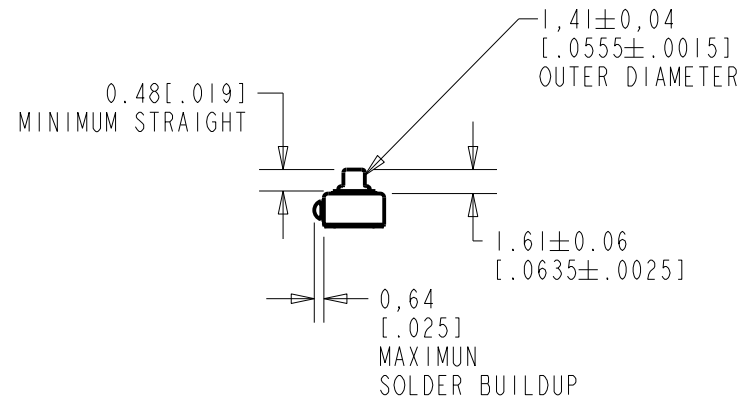 1,41±0,04
[.0555±.0015]
OUTER DIAMETER
0.48[.019]
MINIMUM STRAIGHT
1.61±0.06
[.0635±.0025]
0,64
[.025]
MAXIMUN
SOLDER BUILDUP